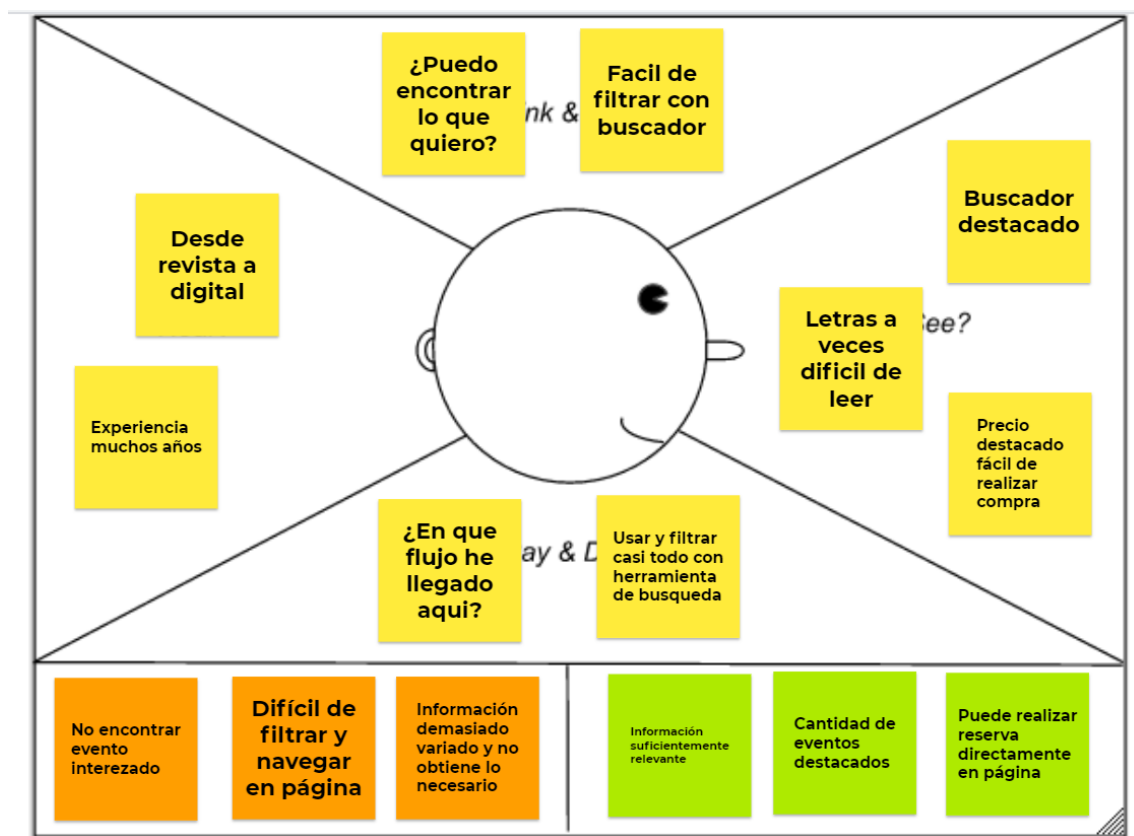 ¿Puedo
encontrar
lo que
quiero?
Facil de
filtrar con
buscador
nk &
Desde
revista a
digital
Experiencia
muchos años
Buscador
destacado
Letras a
veces
dificil de
leer
See?
Precio
destacado
fácil de
realizar
compra
¿En que
flujo he
llegado
aqui?
ay & D
Usar y filtrar
casi todo con
herramienta
de busqueda
No encontrar
evento
interezado
Difícil de
filtrar y
navegar
en página
Información
demasiado
variado y no
obtiene lo
necesario
Información
suficientemente
relevante
Cantidad de
eventos
destacados
Puede realizar
reserva
directamente
en página